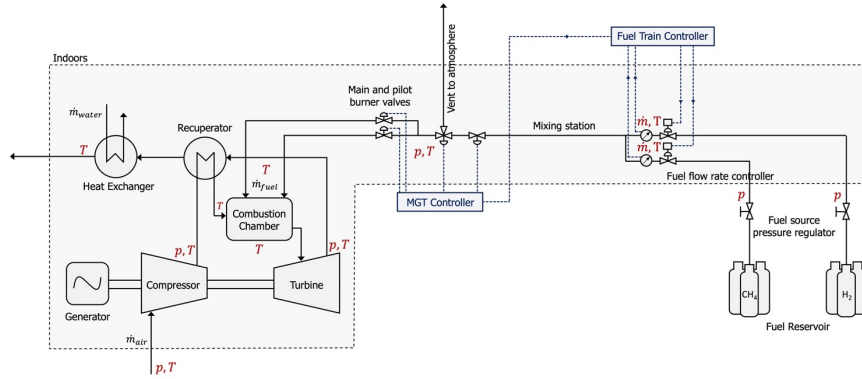 Fuel Train Controller
Vent to atmosphere
Indoors
Main and pilot
burner valves
ṁwater
Recuperator
Mixing station
ṁ, T
ṁ, T
p, T
T
T
ṁfuel
Heat Exchanger
Fuel flow rate controller
T
Combustion
Chamber
MGT Controller
p
p
T
Fuel source
pressure regulator
p, T
p, T
Compressor
Turbine
Generator
CH4
H2
Fuel Reservoir
ṁair
p, T